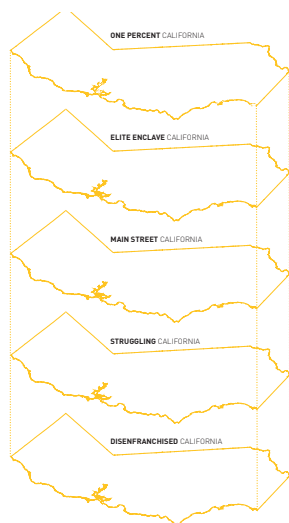 ONE PERCENT CALIFORNIA
ELITE ENCLAVE CALIFORNIA
MAIN STREET CALIFORNIA
STRUGGLING CALIFORNIA
DISENFRANCHISED CALIFORNIA